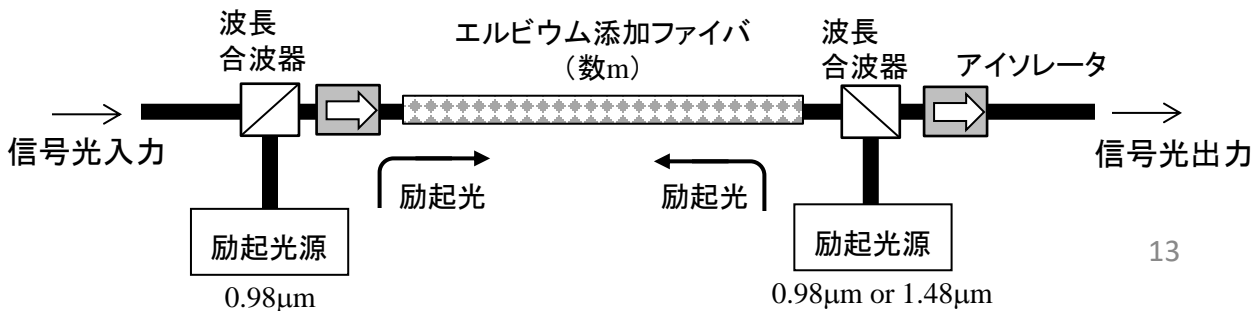 波長
合波器
エルビウム添加ファイバ
（数m）
波長
合波器
アイソレータ
信号光入力
励起光
励起光
信号光出力
励起光源
0.98μm
励起光源
0.98μm or 1.48μm
13